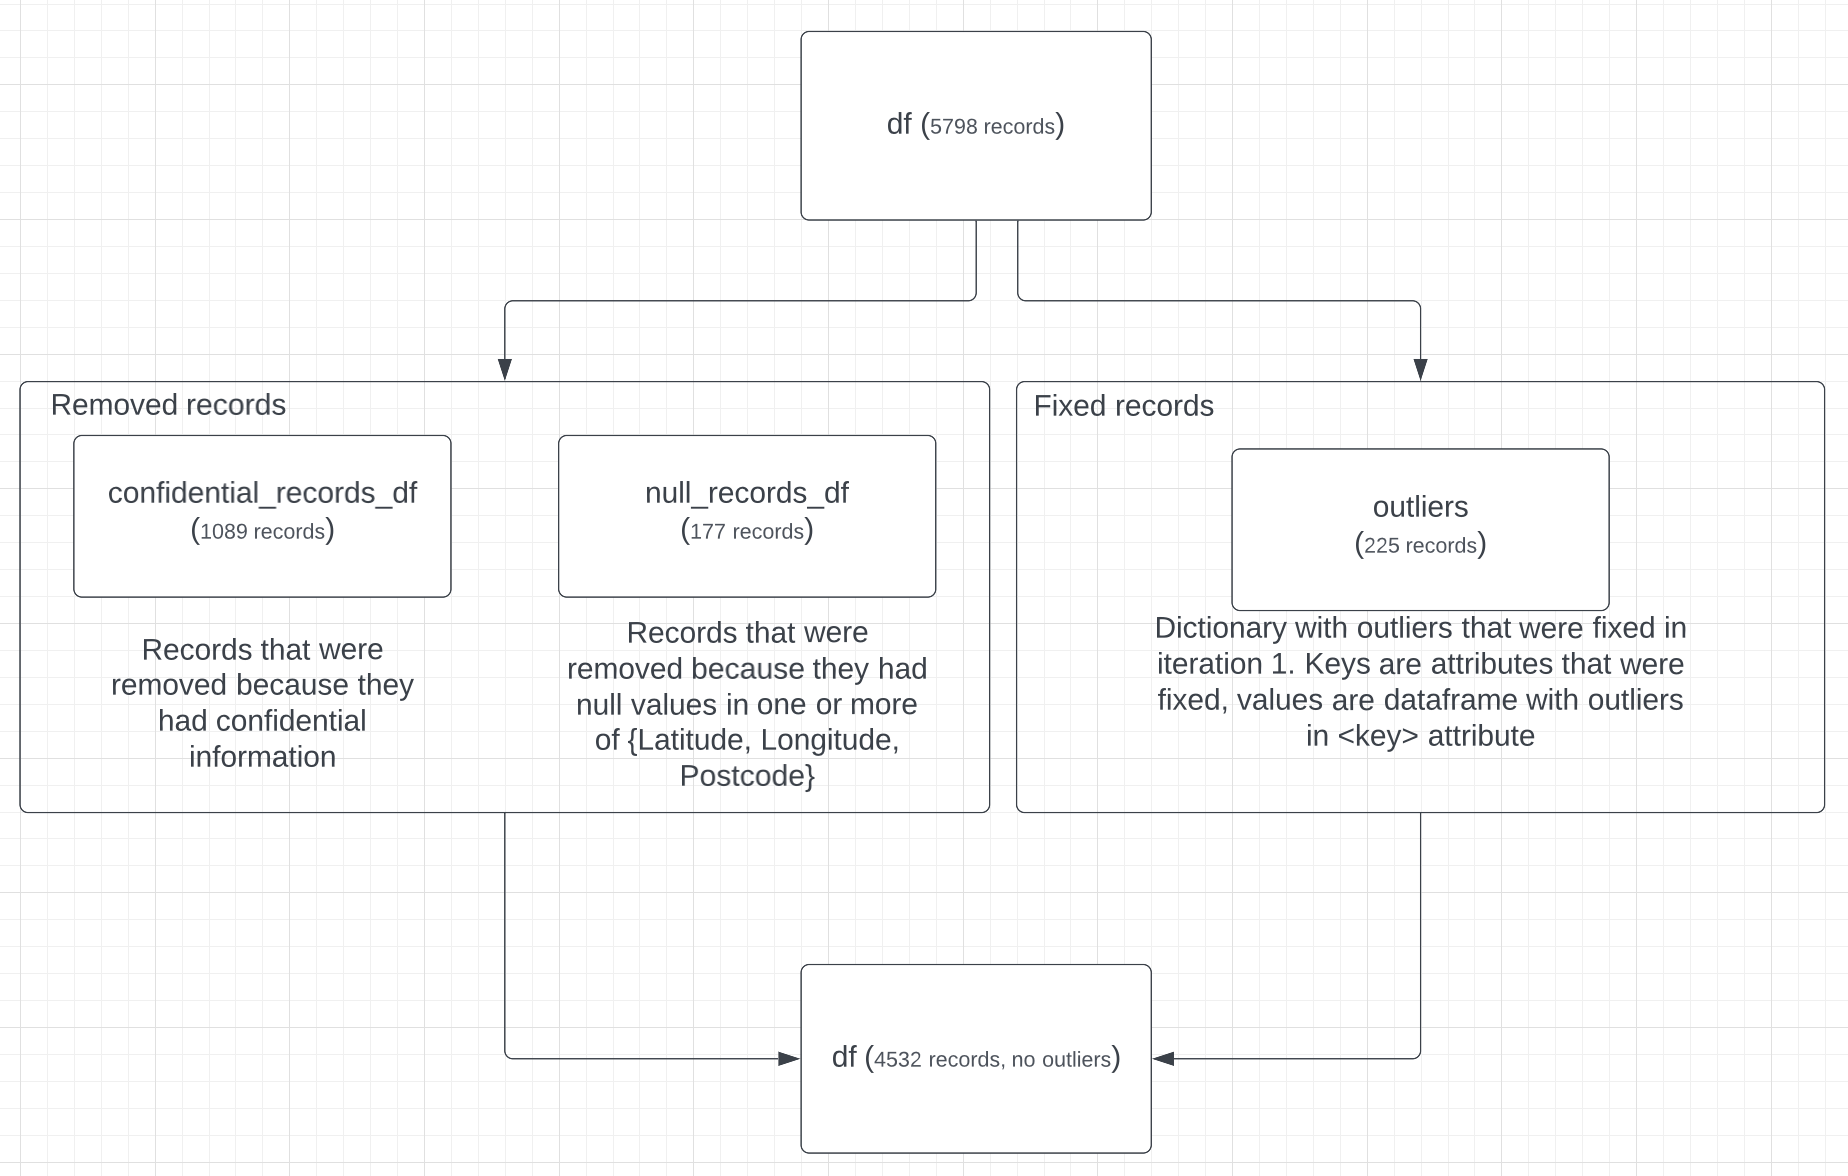 df (5798 records)
Removed records
confidential_records_df
(1089 records)
Records that were
removed because they
had confidential
information
null_records_df
(177 records)
Records that were
removed because they had
null values in one or more
of {Latitude, Longitude,
Postcode}
Fixed records
outliers
(225 records)
Dictionary with outliers that were fixed in
iteration 1. Keys are attributes that were
fixed, values are dataframe with outliers
in <key> attribute
df (4532 records, no outliers)